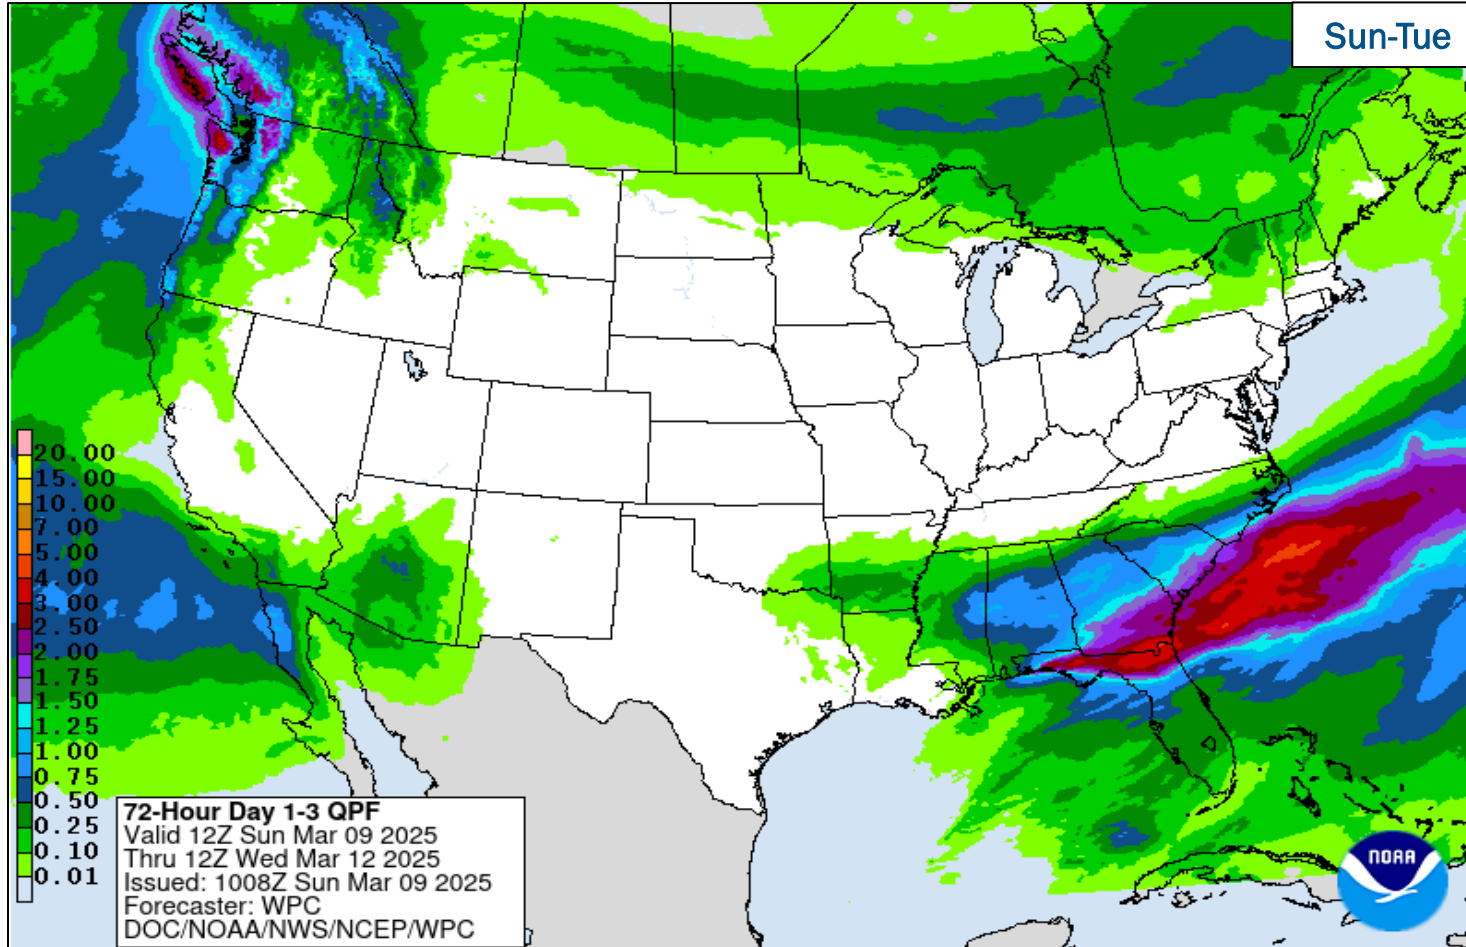 Sun-Tue
20.00
15.00
10.00
7.00
5.00
4.00
3.00
2.50
2.00
1.75
1.50
1.25
1.00
0.75
0.50
0.25
0.10
0.01
72-Hour Day 1-3 QPF
Valid 12Z Sun Mar 09 2025
Thru 12Z Wed Mar 12 2025
Issued: 1008Z Sun Mar 09 2025
Forecaster: WPC
DOC/NOAA/NWS/NCEP/WPC
NOAA